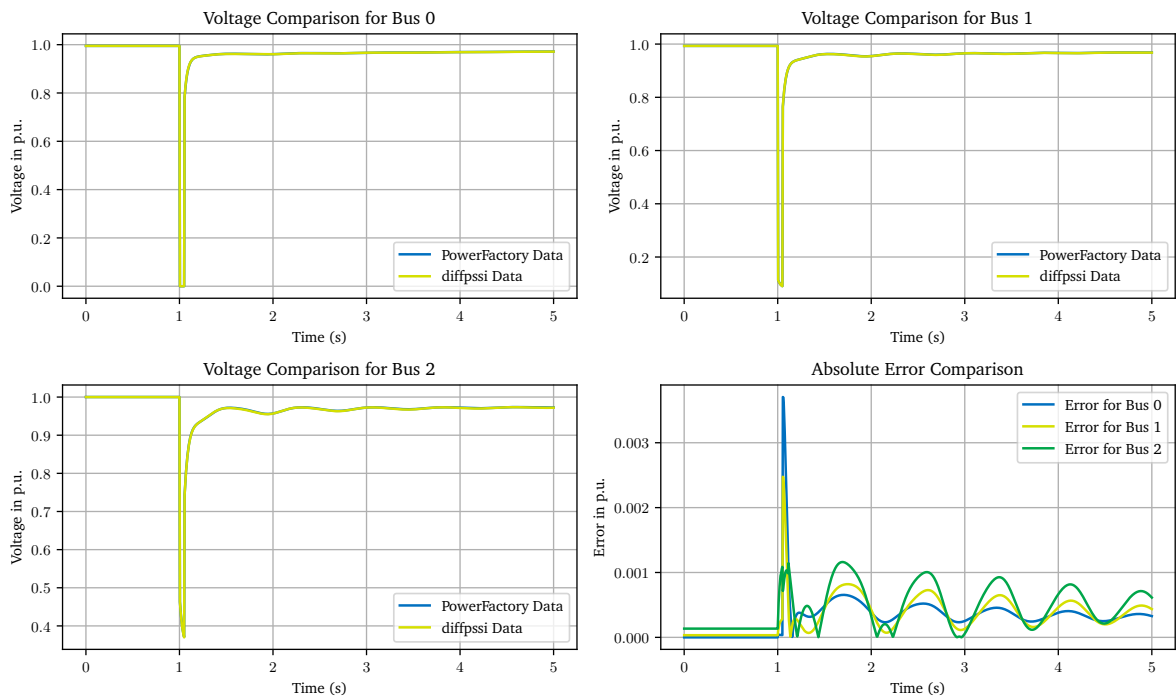 Voltage Comparison for Bus 0
1.0
0.8
0.6
0.4
0.2
0.0
Voltage in p.u.
PowerFactory Data
diffpssi Data
0 1 2 3 4 5
Time (s)
Voltage Comparison for Bus 1
1.0
0.8
0.6
0.4
0.2
Voltage in p.u.
PowerFactory Data
diffpssi Data
0 1 2 3 4 5
Time (s)
Voltage Comparison for Bus 2
1.0
0.9
0.8
0.7
0.6
0.5
0.4
Voltage in p.u.
PowerFactory Data
diffpssi Data
0 1 2 3 4 5
Time (s)
Absolute Error Comparison
0.003
0.002
0.001
0.000
Error in p.u.
Error for Bus 0
Error for Bus 1
Error for Bus 2
0 1 2 3 4 5
Time (s)